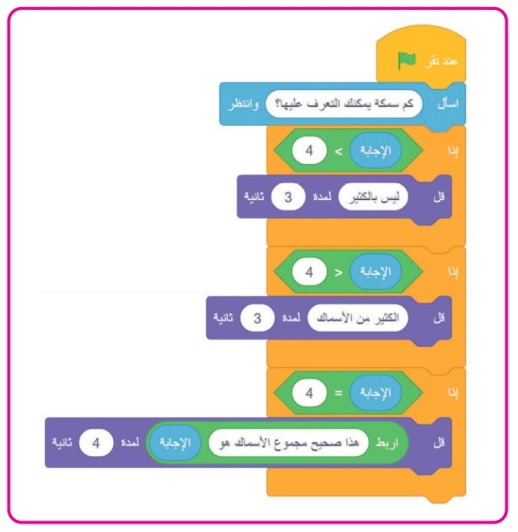 عند نقر
اسأل كم سمكة يمكنك التعرف عليها؟ وانتظر
إذا الإجابة < 4
قل ليس بالكثير لمدة 3 ثانية
إذا الإجابة > 4
قل الكثير من الأسماك لمدة 3 ثانية
إذا الإجابة = 4
قل اربط هذا صحيح مجموع الأسماك هو الإجابة لمدة 4 ثانية